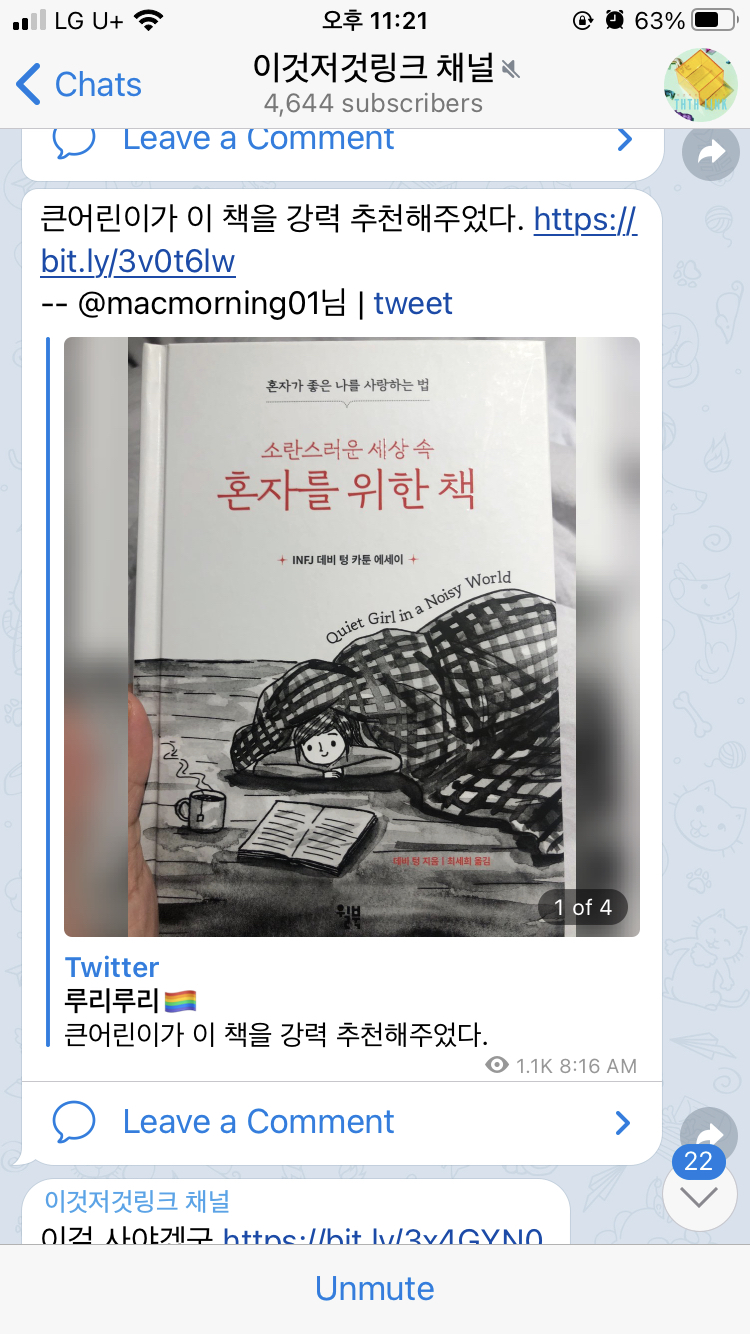 LG U+ 오후 11:21 63%
Chats
이것저것링크 채널
4,644 subscribers
Leave a Comment
큰어린이가 이 책을 강력 추천해주었다. https://
bit.ly/3v0t6lw
-- @macmorning01님 | tweet
혼자가 좋은 나를 사랑하는 법
소란스러운 세상 속
혼자를 위한 책
INFJ 데비 텅 카툰 에세이
Quiet Girl in a Noisy World
데비 텅 지음 | 최세희 옮김
윌북
1 of 4
Twitter
루리루리🏳️‍🌈
큰어린이가 이 책을 강력 추천해주었다.
1.1K 8:16 AM
Leave a Comment
22
이것저것링크 채널
이걸 사야겠군 https://bit.ly/3x4GYN0
Unmute